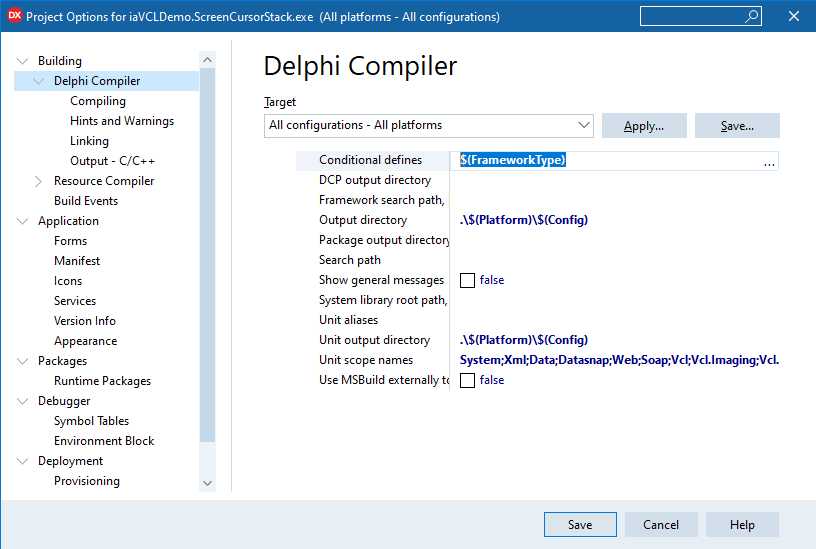 DX Project Options for iaVCLDemo.ScreenCursorStack.exe (All platforms - All configurations)
Building
Delphi Compiler
Compiling
Hints and Warnings
Linking
Output - C/C++
Resource Compiler
Build Events
Application
Forms
Manifest
Icons
Services
Version Info
Appearance
Packages
Runtime Packages
Debugger
Symbol Tables
Environment Block
Deployment
Provisioning
Delphi Compiler
Target
All configurations - All platforms
Apply...
Save...
Conditional defines $(FrameworkType) ...
DCP output directory
Framework search path,
Output directory .\$(Platform)\$(Config)
Package output directory
Search path
Show general messages false
System library root path,
Unit aliases
Unit output directory .\$(Platform)\$(Config)
Unit scope names System;Xml;Data;Datasnap;Web;Soap;Vcl;Vcl.Imaging;Vcl.
Use MSBuild externally to false
Save Cancel Help